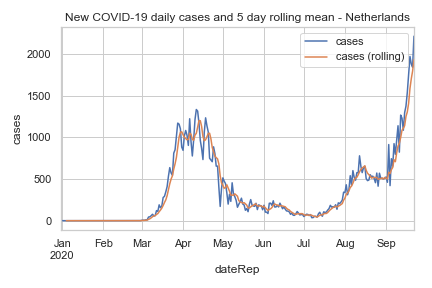 New COVID-19 daily cases and 5 day rolling mean - Netherlands
cases
cases (rolling)
2000
1500
1000
500
0
cases
Jan Feb Mar Apr May Jun Jul Aug Sep
2020
dateRep